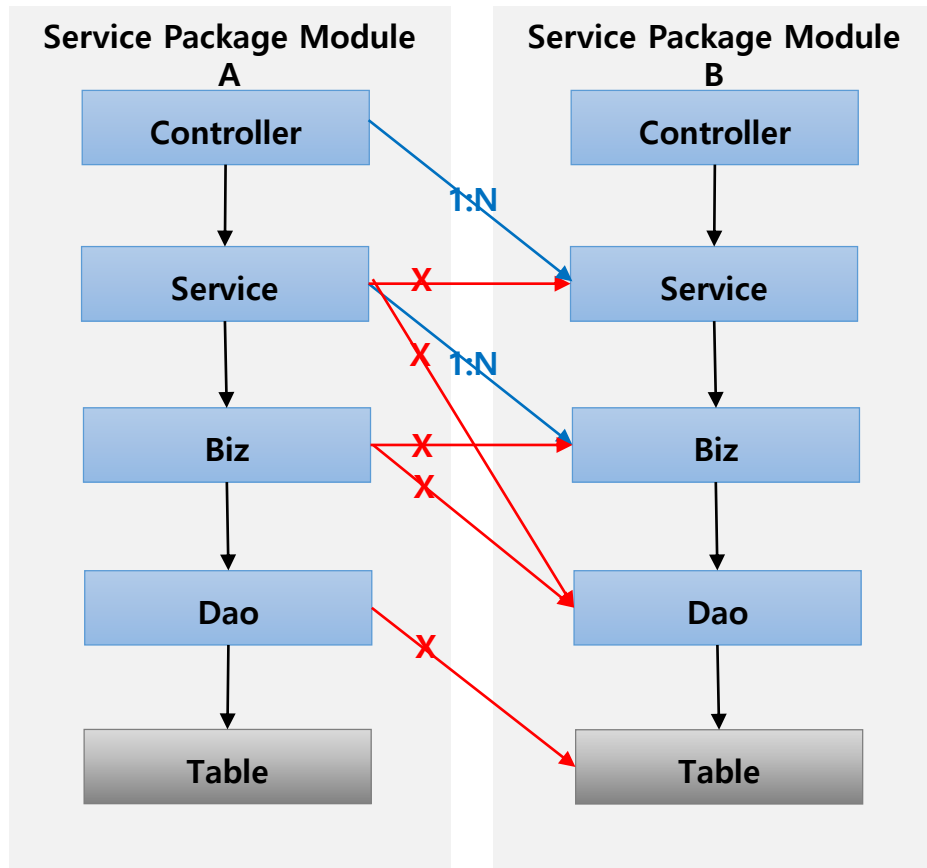 Service Package Module
A
Service Package Module
B
Controller
Controller
1:N
Service
X
Service
X
1:N
Biz
X
Biz
X
Dao
Dao
X
Table
Table